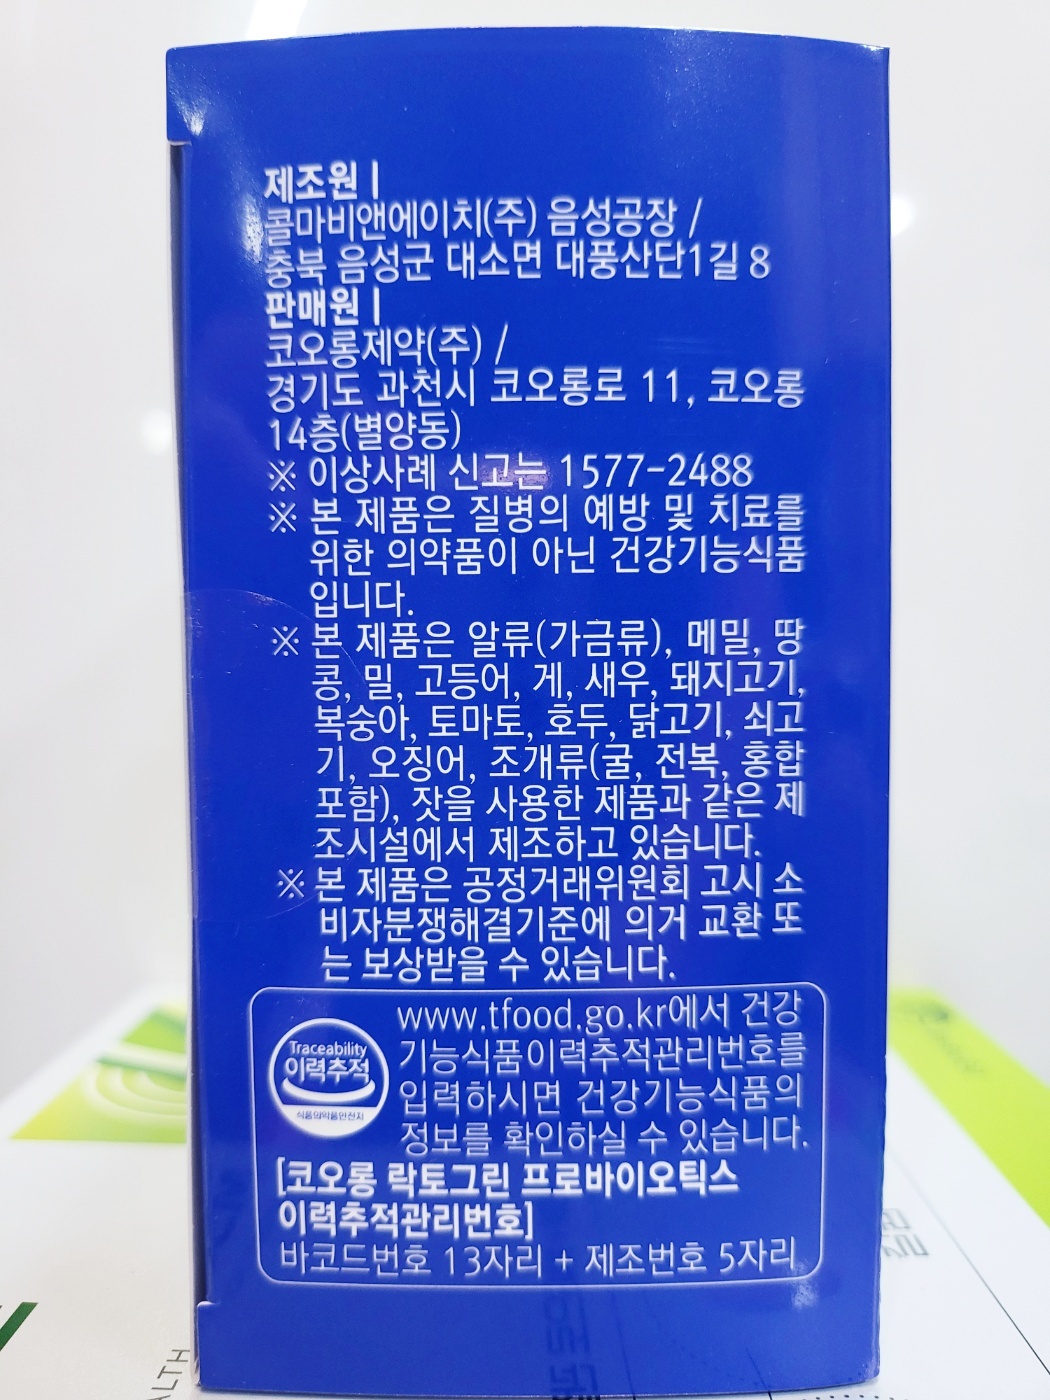 제조원 |
콜마비앤에이치(주) 음성공장 /
충북 음성군 대소면 대풍산단1길 8
판매원 |
코오롱제약(주) /
경기도 과천시 코오롱로 11, 코오롱
14층(별양동)
※ 이상사례 신고는 1577-2488
※ 본 제품은 질병의 예방 및 치료를
위한 의약품이 아닌 건강기능식품
입니다.
※ 본 제품은 알류(가금류), 메밀, 땅
콩, 밀, 고등어, 게, 새우, 돼지고기,
복숭아, 토마토, 호두, 닭고기, 쇠고
기, 오징어, 조개류(굴, 전복, 홍합
포함), 잣을 사용한 제품과 같은 제
조시설에서 제조하고 있습니다.
※ 본 제품은 공정거래위원회 고시 소
비자분쟁해결기준에 의거 교환 또
는 보상받을 수 있습니다.
Traceability
이력추적
식품의약품안전처
www.tfood.go.kr에서 건강
기능식품이력추적관리번호를
입력하시면 건강기능식품의
정보를 확인하실 수 있습니다.
[코오롱 락토그린 프로바이오틱스
이력추적관리번호]
바코드번호 13자리 + 제조번호 5자리